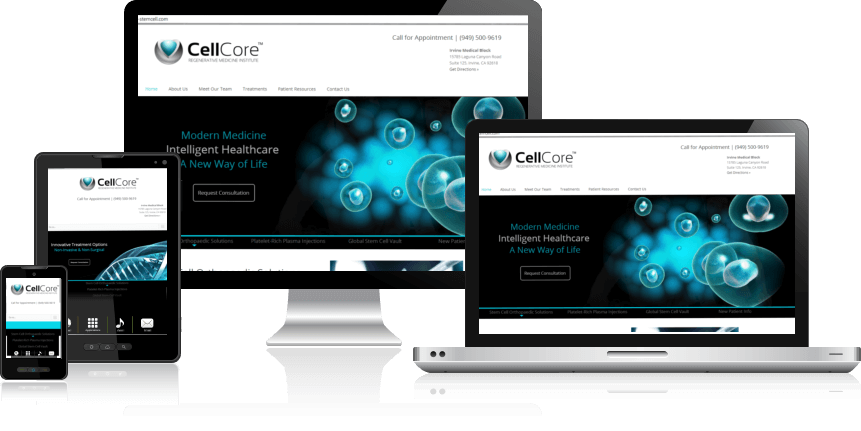 stemcell.com
CellCore™
REGENERATIVE MEDICINE INSTITUTE
Call for Appointment | (949) 500-9619
Irvine Medical Block
15785 Laguna Canyon Road
Suite 125, Irvine, CA 92618
Get Directions »
Home About Us Meet Our Team Treatments Patient Resources Contact Us
Modern Medicine
Intelligent Healthcare
A New Way of Life
Request Consultation
Orthopaedic Solutions Platelet-Rich Plasma Injections Global Stem Cell Vault New Patient
CellCore™
REGENERATIVE MEDICINE INSTITUTE
Call for Appointment | (949) 500-9619
Irvine Medical Block
15785 Laguna Canyon Road
Suite 125, Irvine, CA 92618
Get Directions »
Home About Us Meet Our Team Treatments Patient Resources Contact Us
Modern Medicine
Intelligent Healthcare
A New Way of Life
Request Consultation
Stem Cell Orthopaedic Solutions Platelet-Rich Plasma Injections Global Stem Cell Vault New Patient Info
CellCore™
Call for Appointment | (949) 500-9619
Innovative Treatment Options
Non-Invasive & Non-Surgical
CellCore™
Call for Appointment | (949) 500-9619